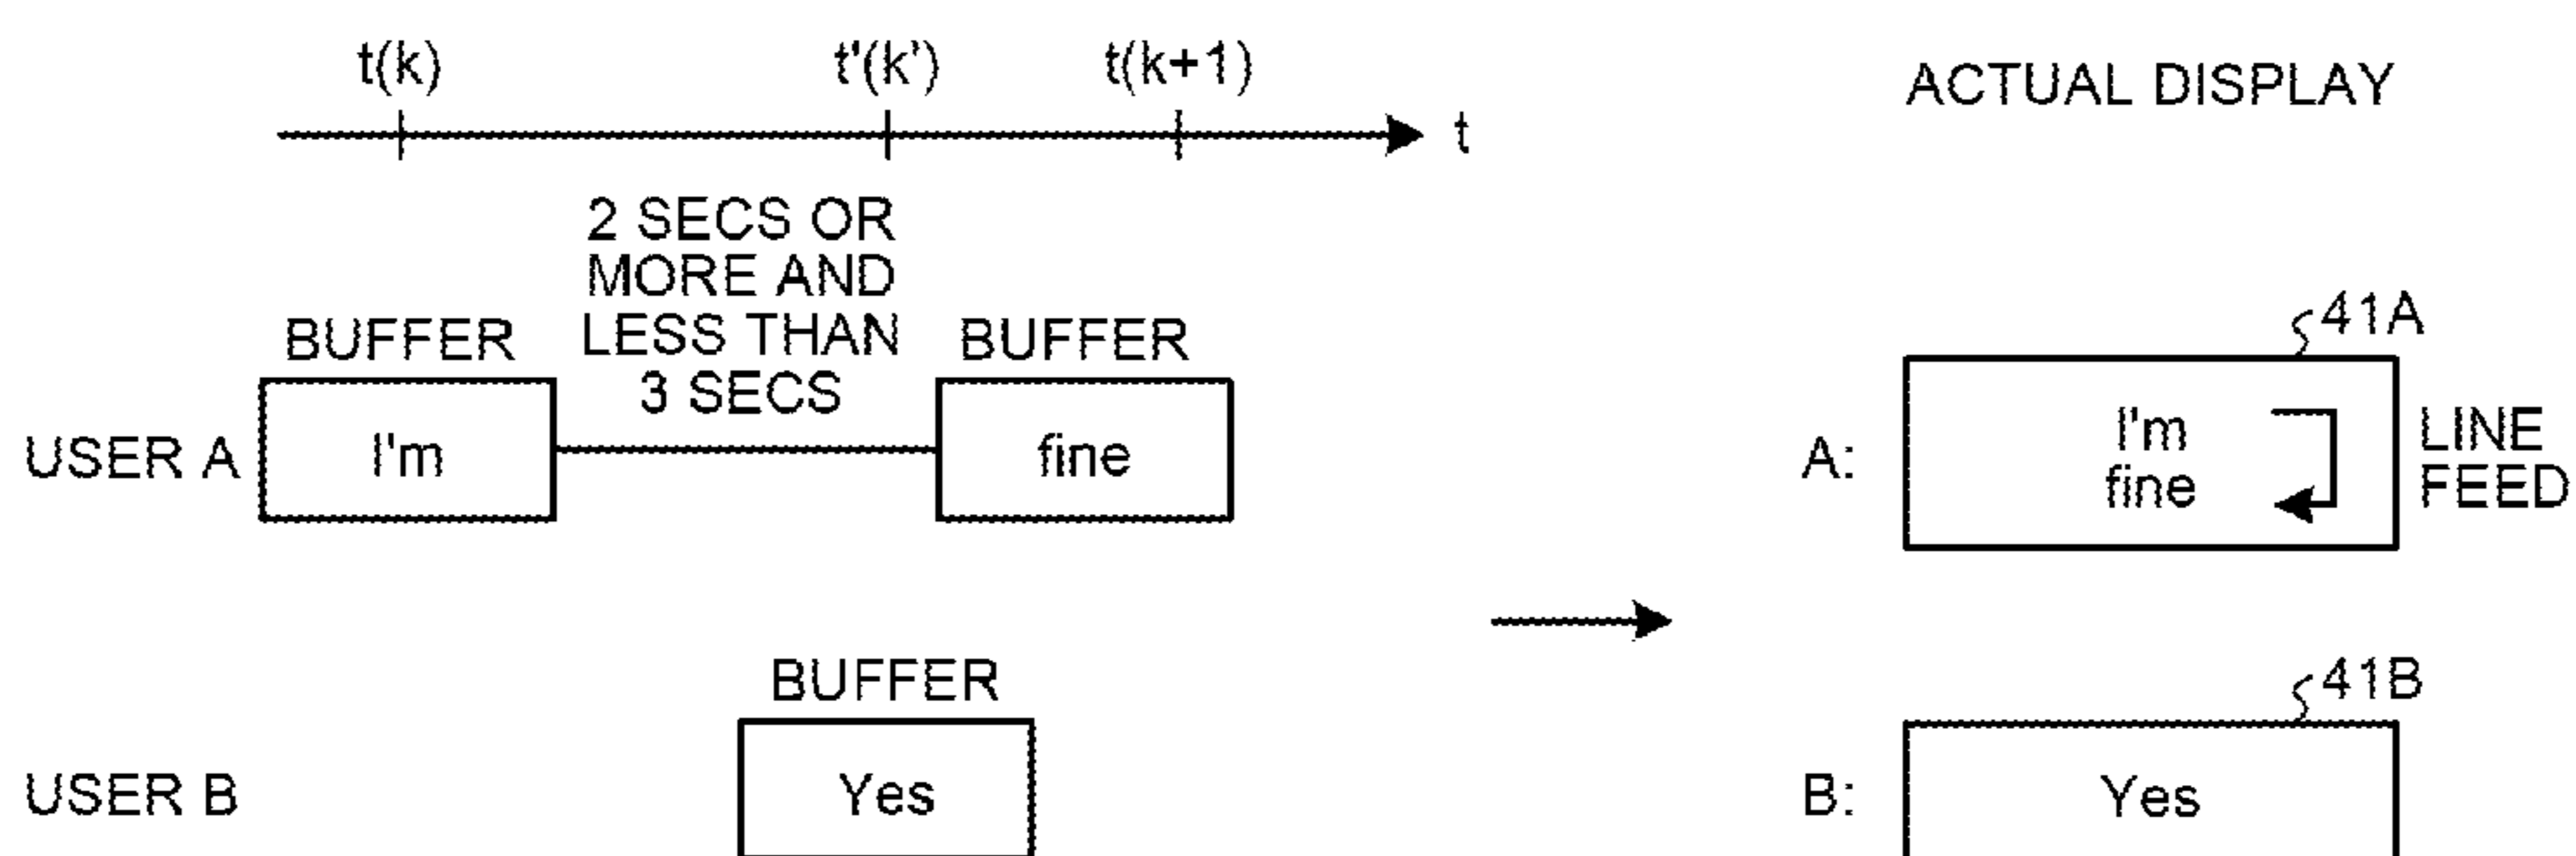 t(k) t'(k') t(k+1)
t
ACTUAL DISPLAY
2 SECS OR
MORE AND
LESS THAN
3 SECS
BUFFER
BUFFER
USER A
I'm
fine
41A
A:
I'm
fine
LINE
FEED
BUFFER
USER B
Yes
41B
B:
Yes